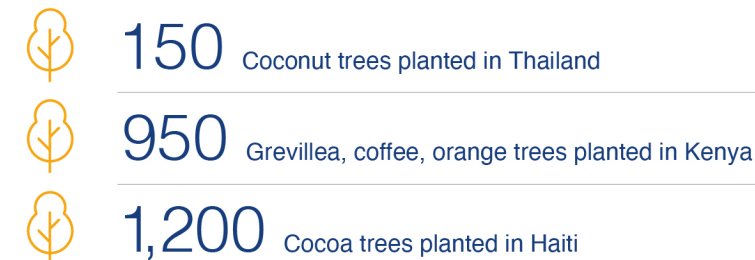 150 Coconut trees planted in Thailand
950 Grevillea, coffee, orange trees planted in Kenya
1,200 Cocoa trees planted in Haiti